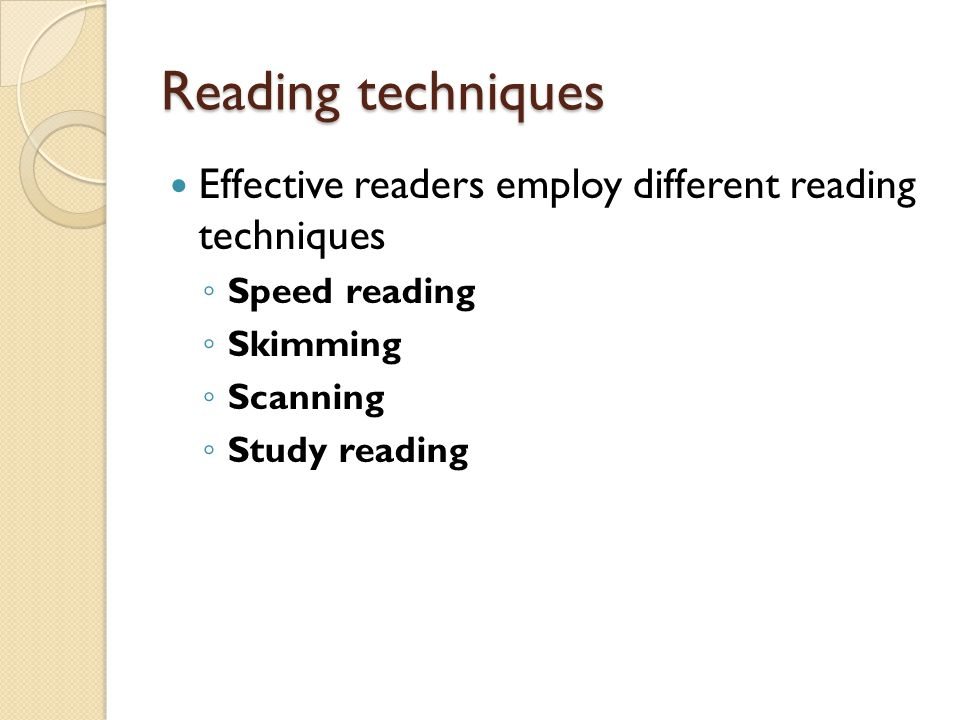 Reading techniques
• Effective readers employ different reading
techniques
◦ Speed reading
◦ Skimming
◦ Scanning
◦ Study reading